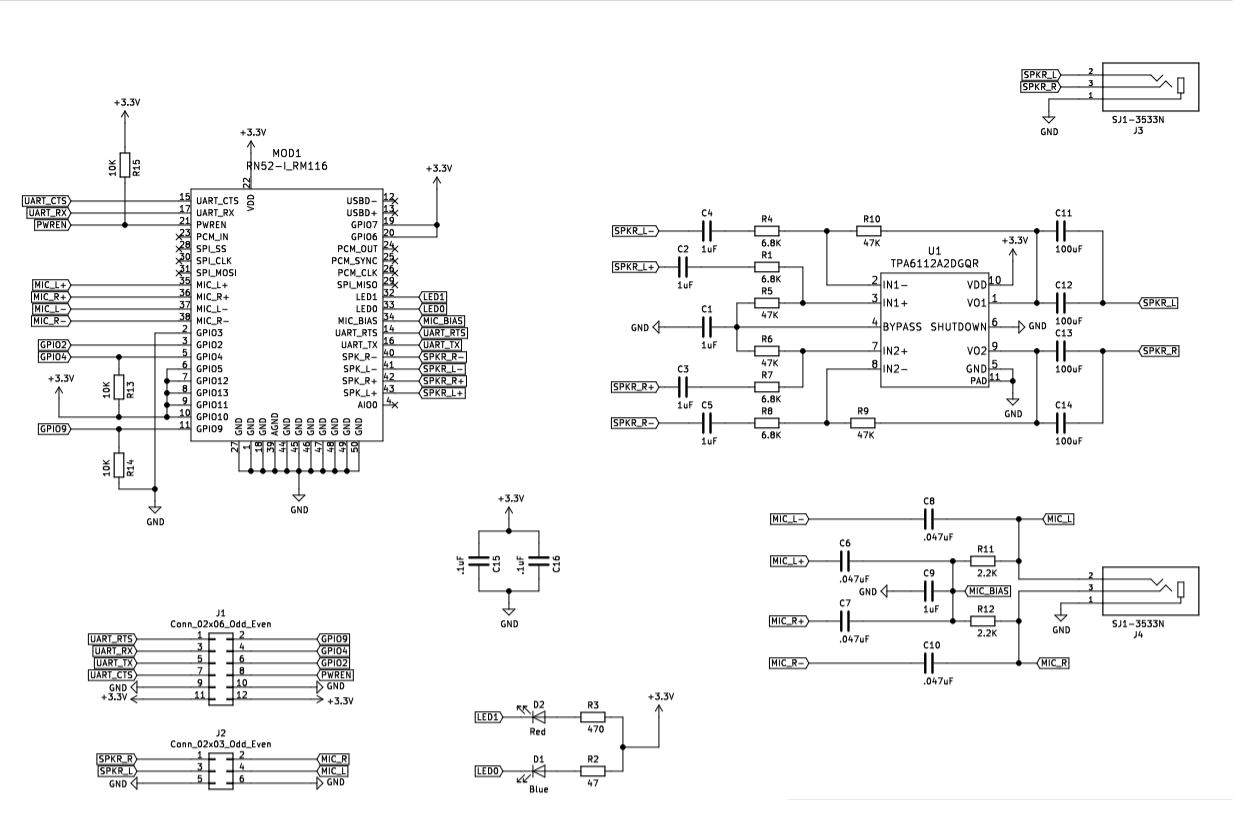 SPKR_L 2
SPKR_R 3
1
GND
SJ1-3533N
J3
+3.3V
10K
R15
+3.3V
MOD1
RN52-I_RM116
22
VDD
+3.3V
UART_CTS 15 UART_CTS
UART_RX 17 UART_RX
PWREN 21 PWREN
23 PCM_IN
28 SPI_SS
30 SPI_CLK
31 SPI_MOSI
MIC_L+ 35 MIC_L+
MIC_R+ 36 MIC_R+
MIC_L- 37 MIC_L-
MIC_R- 38 MIC_R-
2 GPIO3
GPIO2 3 GPIO2
GPIO4 5 GPIO4
6 GPIO5
7 GPIO12
8 GPIO13
9 GPIO11
10 GPIO10
GPIO9 11 GPIO9
+3.3V
10K
R13
10K
R14
GND
USBD- 12
USBD+ 13
GPIO7 19
GPIO6 20
PCM_OUT 24
PCM_SYNC 25
PCM_CLK 26
SPI_MISO 29
LED1 32 LED1
LED0 33 LED0
MIC_BIAS 34 MIC_BIAS
UART_RTS 14 UART_RTS
UART_TX 16 UART_TX
SPK_R- 40 SPKR_R-
SPK_L- 41 SPKR_L-
SPK_R+ 42 SPKR_R+
SPK_L+ 43 SPKR_L+
AIO0 4
GND GND GND AGND GND GND GND GND GND GND GND
27 1 18 39 44 45 46 47 48 49 50
GND
SPKR_L- C4 1uF R4 6.8K R10 47K C11 100uF
SPKR_L+ C2 1uF R1 6.8K
R5 47K
GND C1 1uF
R6 47K
SPKR_R+ C3 1uF R7 6.8K
SPKR_R- C5 1uF R8 6.8K R9 47K C14 100uF
U1
TPA6112A2DGQR
+3.3V
2 IN1- VDD 10
3 IN1+ VO1 1
4 BYPASS SHUTDOWN 6 GND
7 IN2+ VO2 9
8 IN2- GND 5
PAD 11
GND
C12 100uF SPKR_L
C13 100uF SPKR_R
+3.3V
.1uF C15 .1uF C16
GND
MIC_L- C8 .047uF MIC_L
MIC_L+ C6 .047uF R11 2.2K
GND C9 1uF MIC_BIAS
MIC_R+ C7 .047uF R12 2.2K
MIC_R- C10 .047uF MIC_R
2
3
1
GND
SJ1-3533N
J4
J1
Conn_02x06_Odd_Even
UART_RTS 1 2 GPIO9
UART_RX 3 4 GPIO4
UART_TX 5 6 GPIO2
UART_CTS 7 8 PWREN
GND 9 10 GND
+3.3V 11 12 +3.3V
J2
Conn_02x03_Odd_Even
SPKR_R 1 2 MIC_R
SPKR_L 3 4 MIC_L
GND 5 6 GND
+3.3V
LED1 D2 Red R3 470
LED0 D1 Blue R2 47